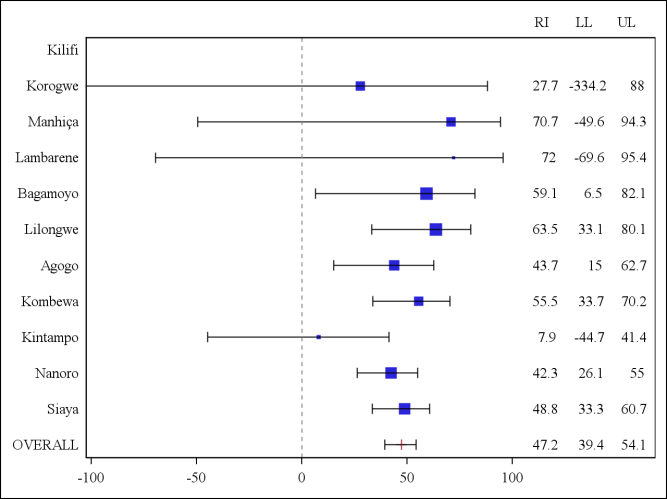 RI LL UL
Kilifi
Korogwe 27.7 -334.2 88
Manhiça 70.7 -49.6 94.3
Lambarene 72 -69.6 95.4
Bagamoyo 59.1 6.5 82.1
Lilongwe 63.5 33.1 80.1
Agogo 43.7 15 62.7
Kombewa 55.5 33.7 70.2
Kintampo 7.9 -44.7 41.4
Nanoro 42.3 26.1 55
Siaya 48.8 33.3 60.7
OVERALL 47.2 39.4 54.1
-100 -50 0 50 100